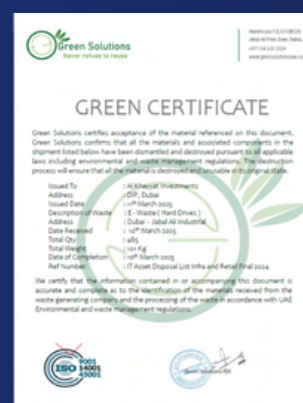 Green Solutions
Never refuse to reuse
Warehouse
Jebel Ali Free Zone, Dubai,
GREEN CERTIFICATE
Green Solutions certifies acceptance of the material referenced on this document.
Green Solutions confirms that all the materials and associated components in the
shipment listed below have been dismantled and destroyed pursuant to all applicable
laws including environmental and waste management regulations. The destruction
process will ensure that all the material is destroyed and unusable in its original state.
Issued To : Al Khayyat Investments
Address : DIP, Dubai
Issued Date : 11th March 2025
Description of Waste : E - Waste ( Hard Drives )
Address : Dubai - Jabal Ali Industrial
Date Received : 10th March 2025
Total Qty : 485
Total Weight : 101 Kg
Date of Completion : 10th March 2025
Ref Number : IT Asset Disposal List Infra and Retail Final 2024
We certify that the information contained in or accompanying this document is
accurate and complete as to the identification of the materials received from the
waste generating company and the processing of the waste in accordance with UAE
Environmental and waste management regulations.
ISO
9001
14001
45001